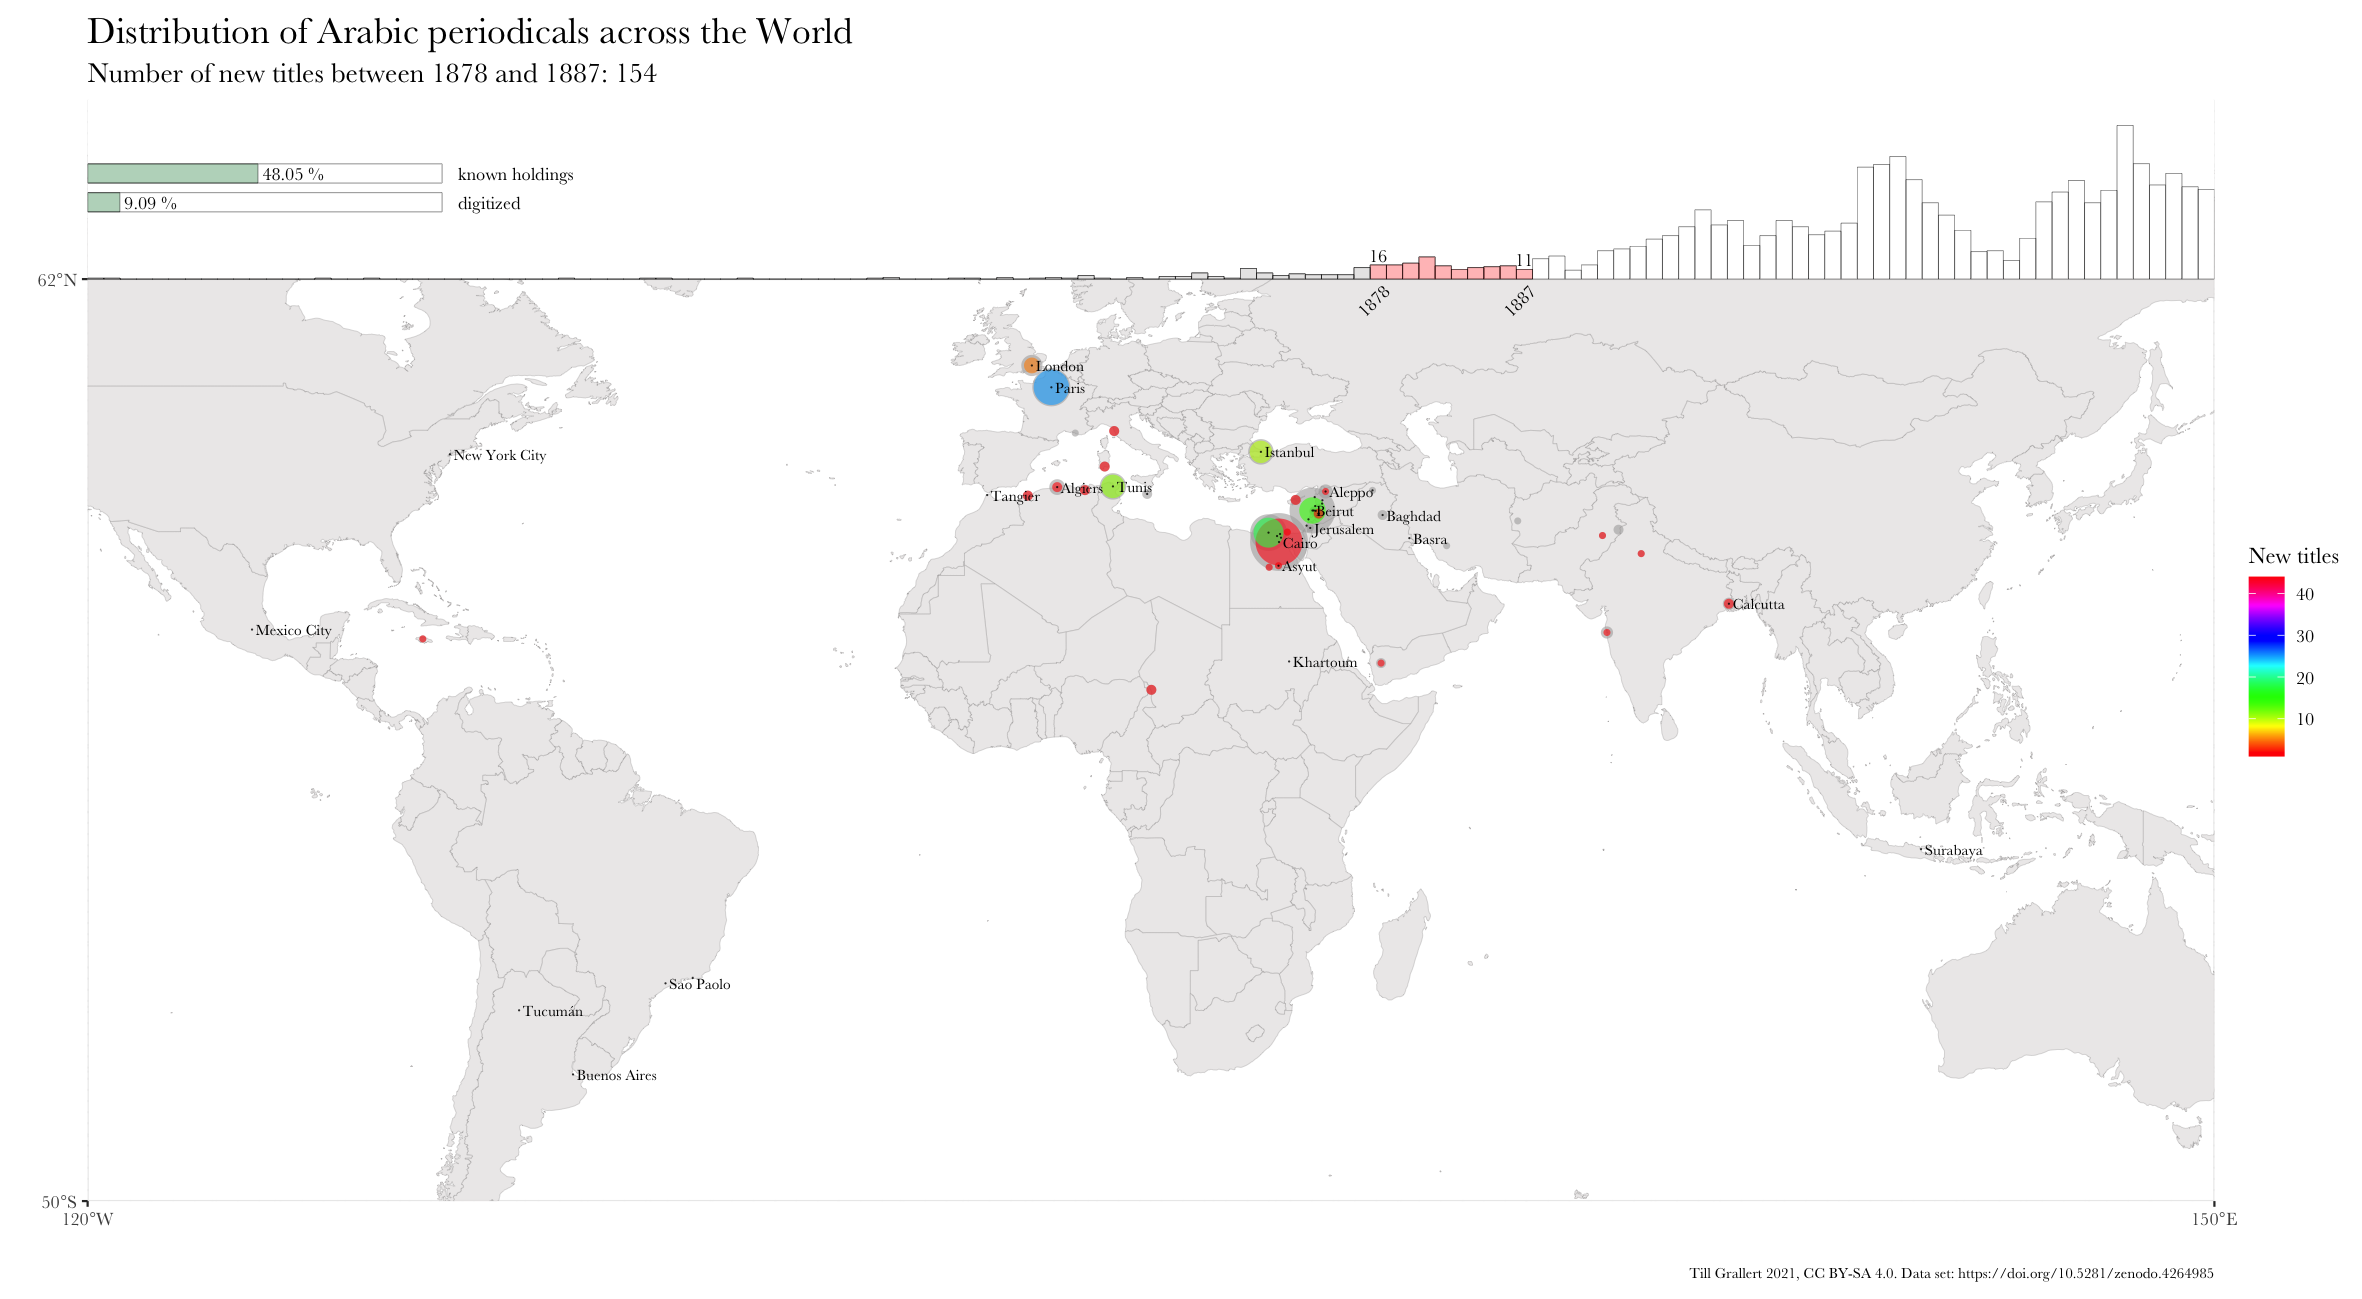 Distribution of Arabic periodicals across the World
Number of new titles between 1878 and 1887: 154
48.05 %
known holdings
9.09 %
digitized
16
11
62°N
1878
1887
London
Paris
New York City
Istanbul
Tangier
Algiers
Tunis
Aleppo
Beirut
Baghdad
Jerusalem
Cairo
Basra
Asyut
New titles
40
30
20
10
Calcutta
Mexico City
Khartoum
Surabaya
Sao Paolo
Tucumán
Buenos Aires
50°S
120°W
150°E
Till Grallert 2021, CC BY-SA 4.0. Data set: https://doi.org/10.5281/zenodo.4264985